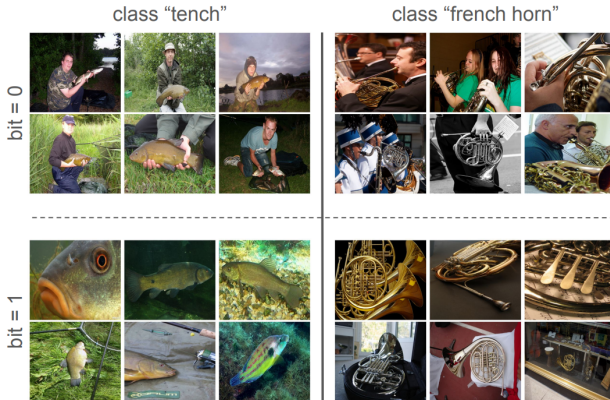 class “tench”
class “french horn”
bit = 0
bit = 1